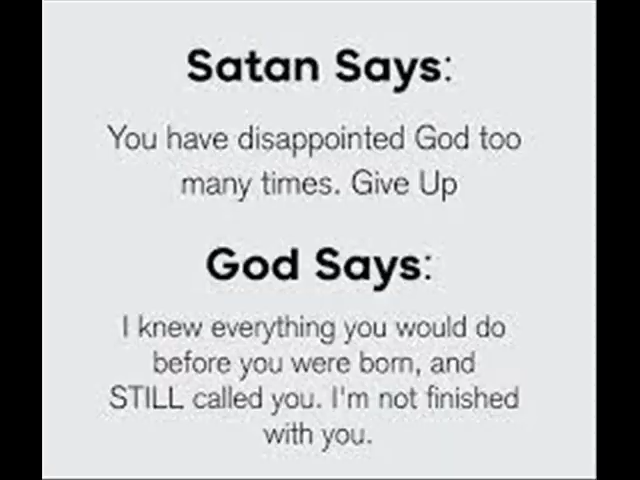 Satan Says:
You have disappointed God too
many times. Give Up
God Says:
I knew everything you would do
before you were born, and
STILL called you. I'm not finished
with you.